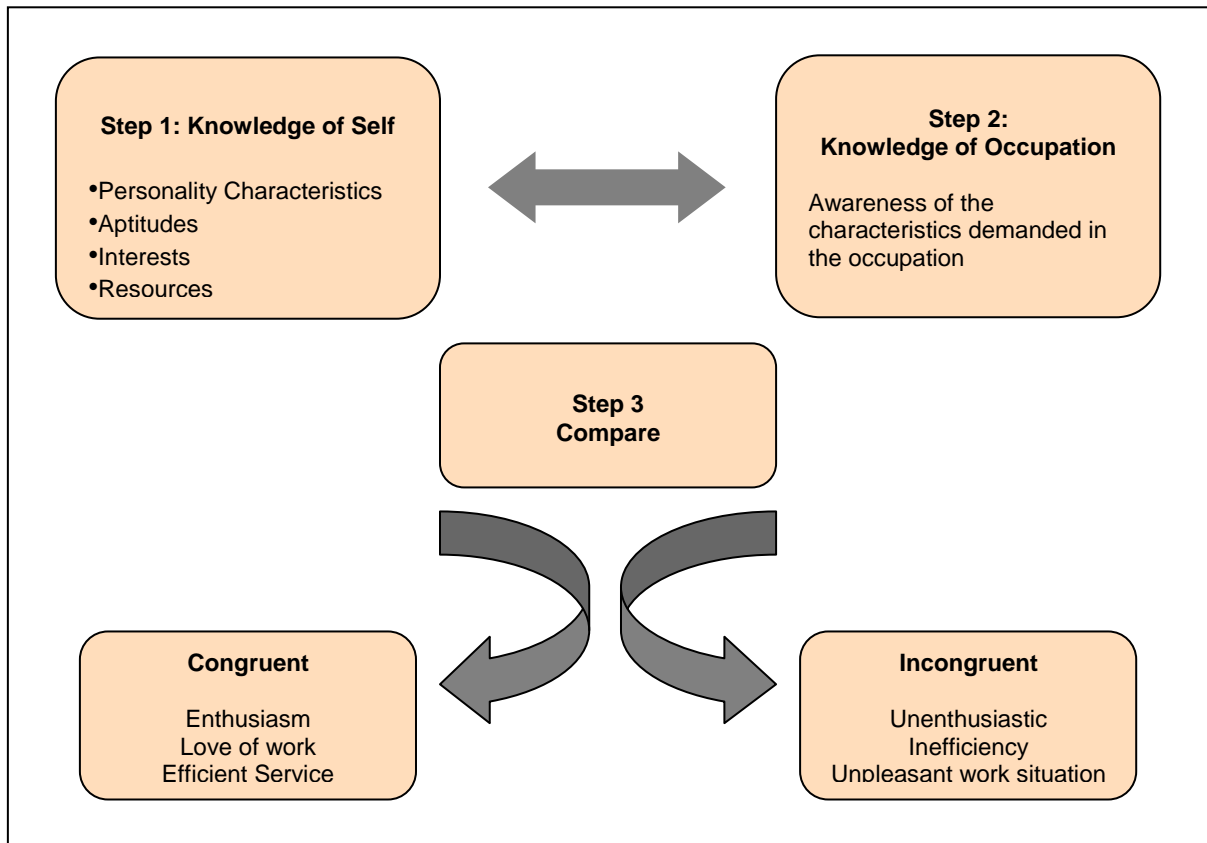 Step 1: Knowledge of Self
•Personality Characteristics
•Aptitudes
•Interests
•Resources
Step 2:
Knowledge of Occupation
Awareness of the
characteristics demanded in
the occupation
Step 3
Compare
Congruent
Enthusiasm
Love of work
Efficient Service
Incongruent
Unenthusiastic
Inefficiency
Unpleasant work situation